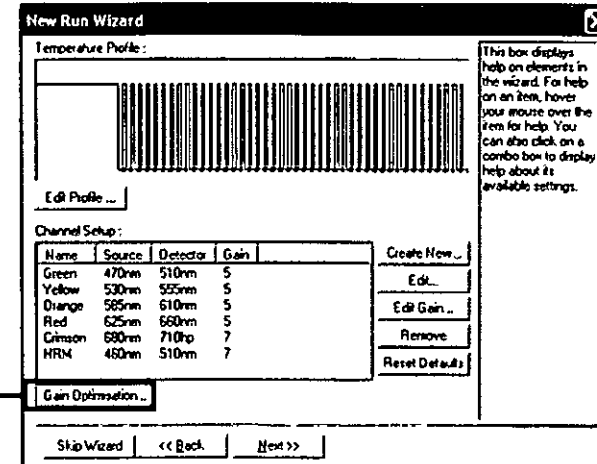 New Run Wizard
Temperature Profile :
This box displays
help on elements in
the wizard. For help
on an item, hover
your mouse over the
item for help. You
can also click on a
combo box to display
help about its
available settings.
Edit Profile ...
Channel Setup :
Name Source Detector Gain
Green 470nm 510nm 5
Yellow 530nm 555nm 5
Orange 585nm 610nm 5
Red 625nm 660nm 5
Crimson 680nm 710hp 7
HRM 460nm 510nm 7
Create New...
Edit...
Edit Gain...
Remove
Reset Defaults
Gain Optimisation...
Skip Wizard
<< Back
Next >>